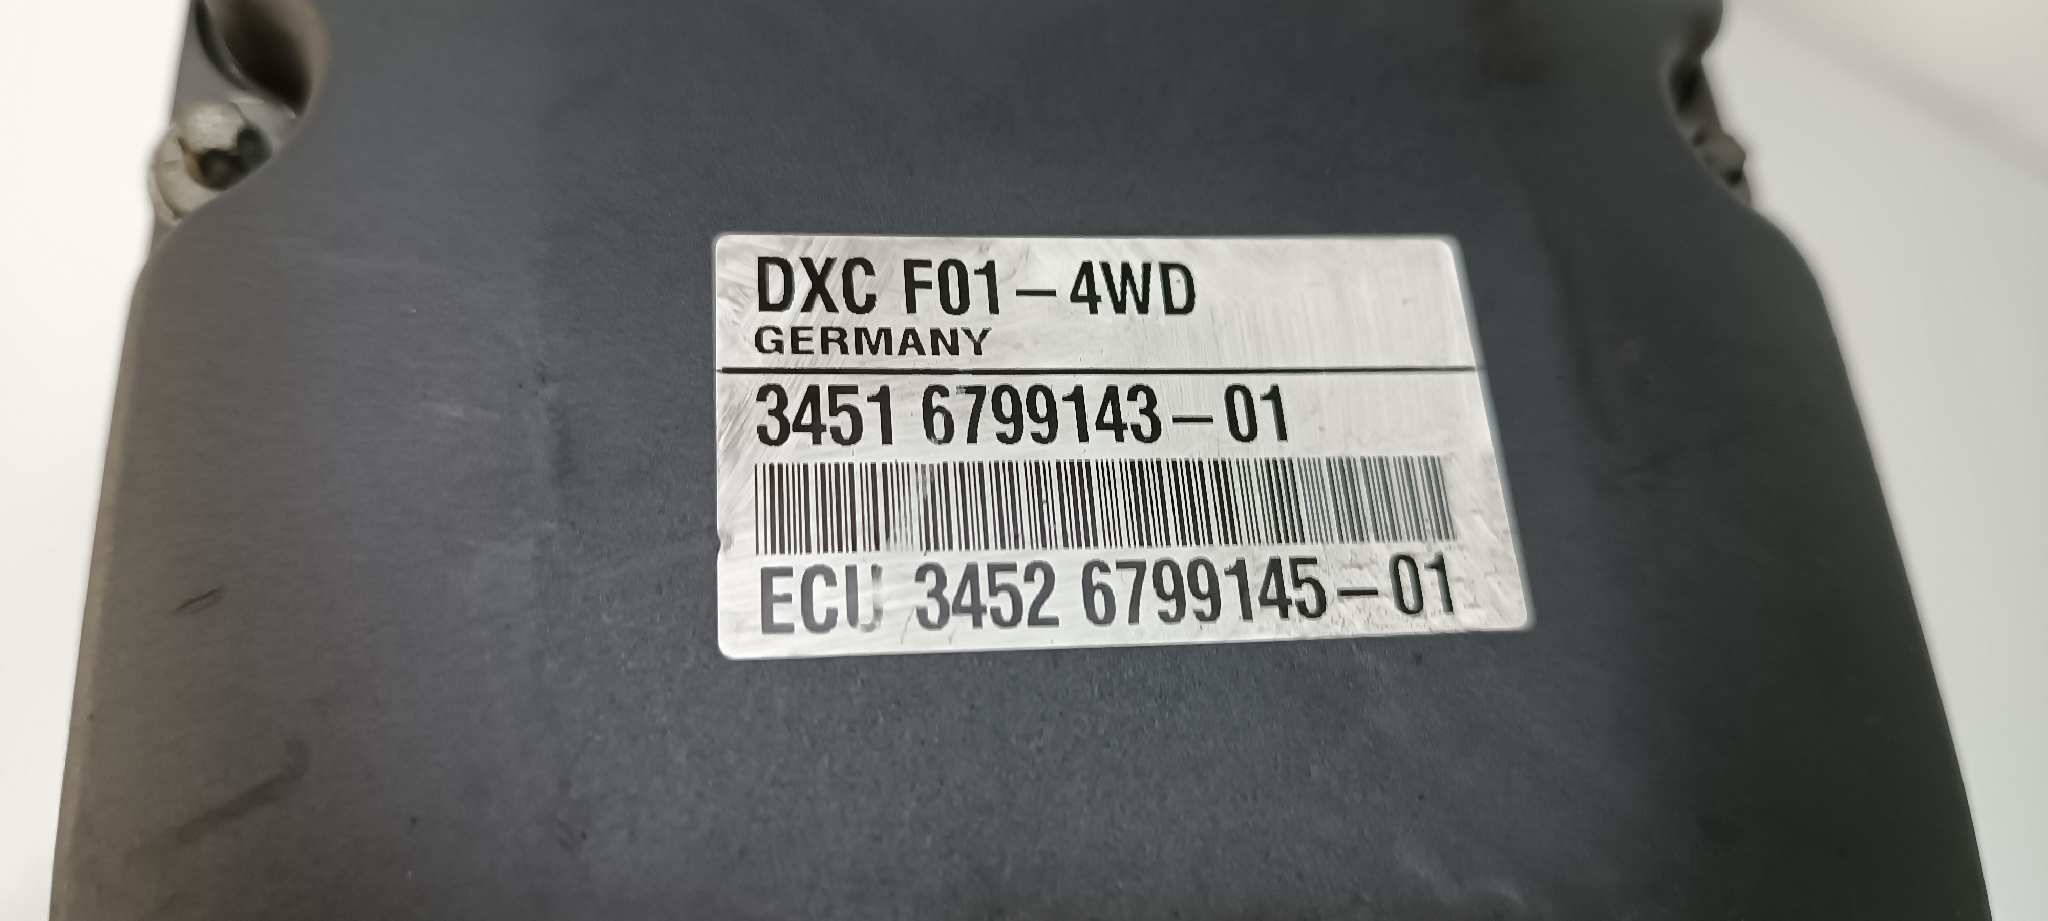 DXC F01-4WD
GERMANY
3451 6799143-01
ECU 3452 6799145-01